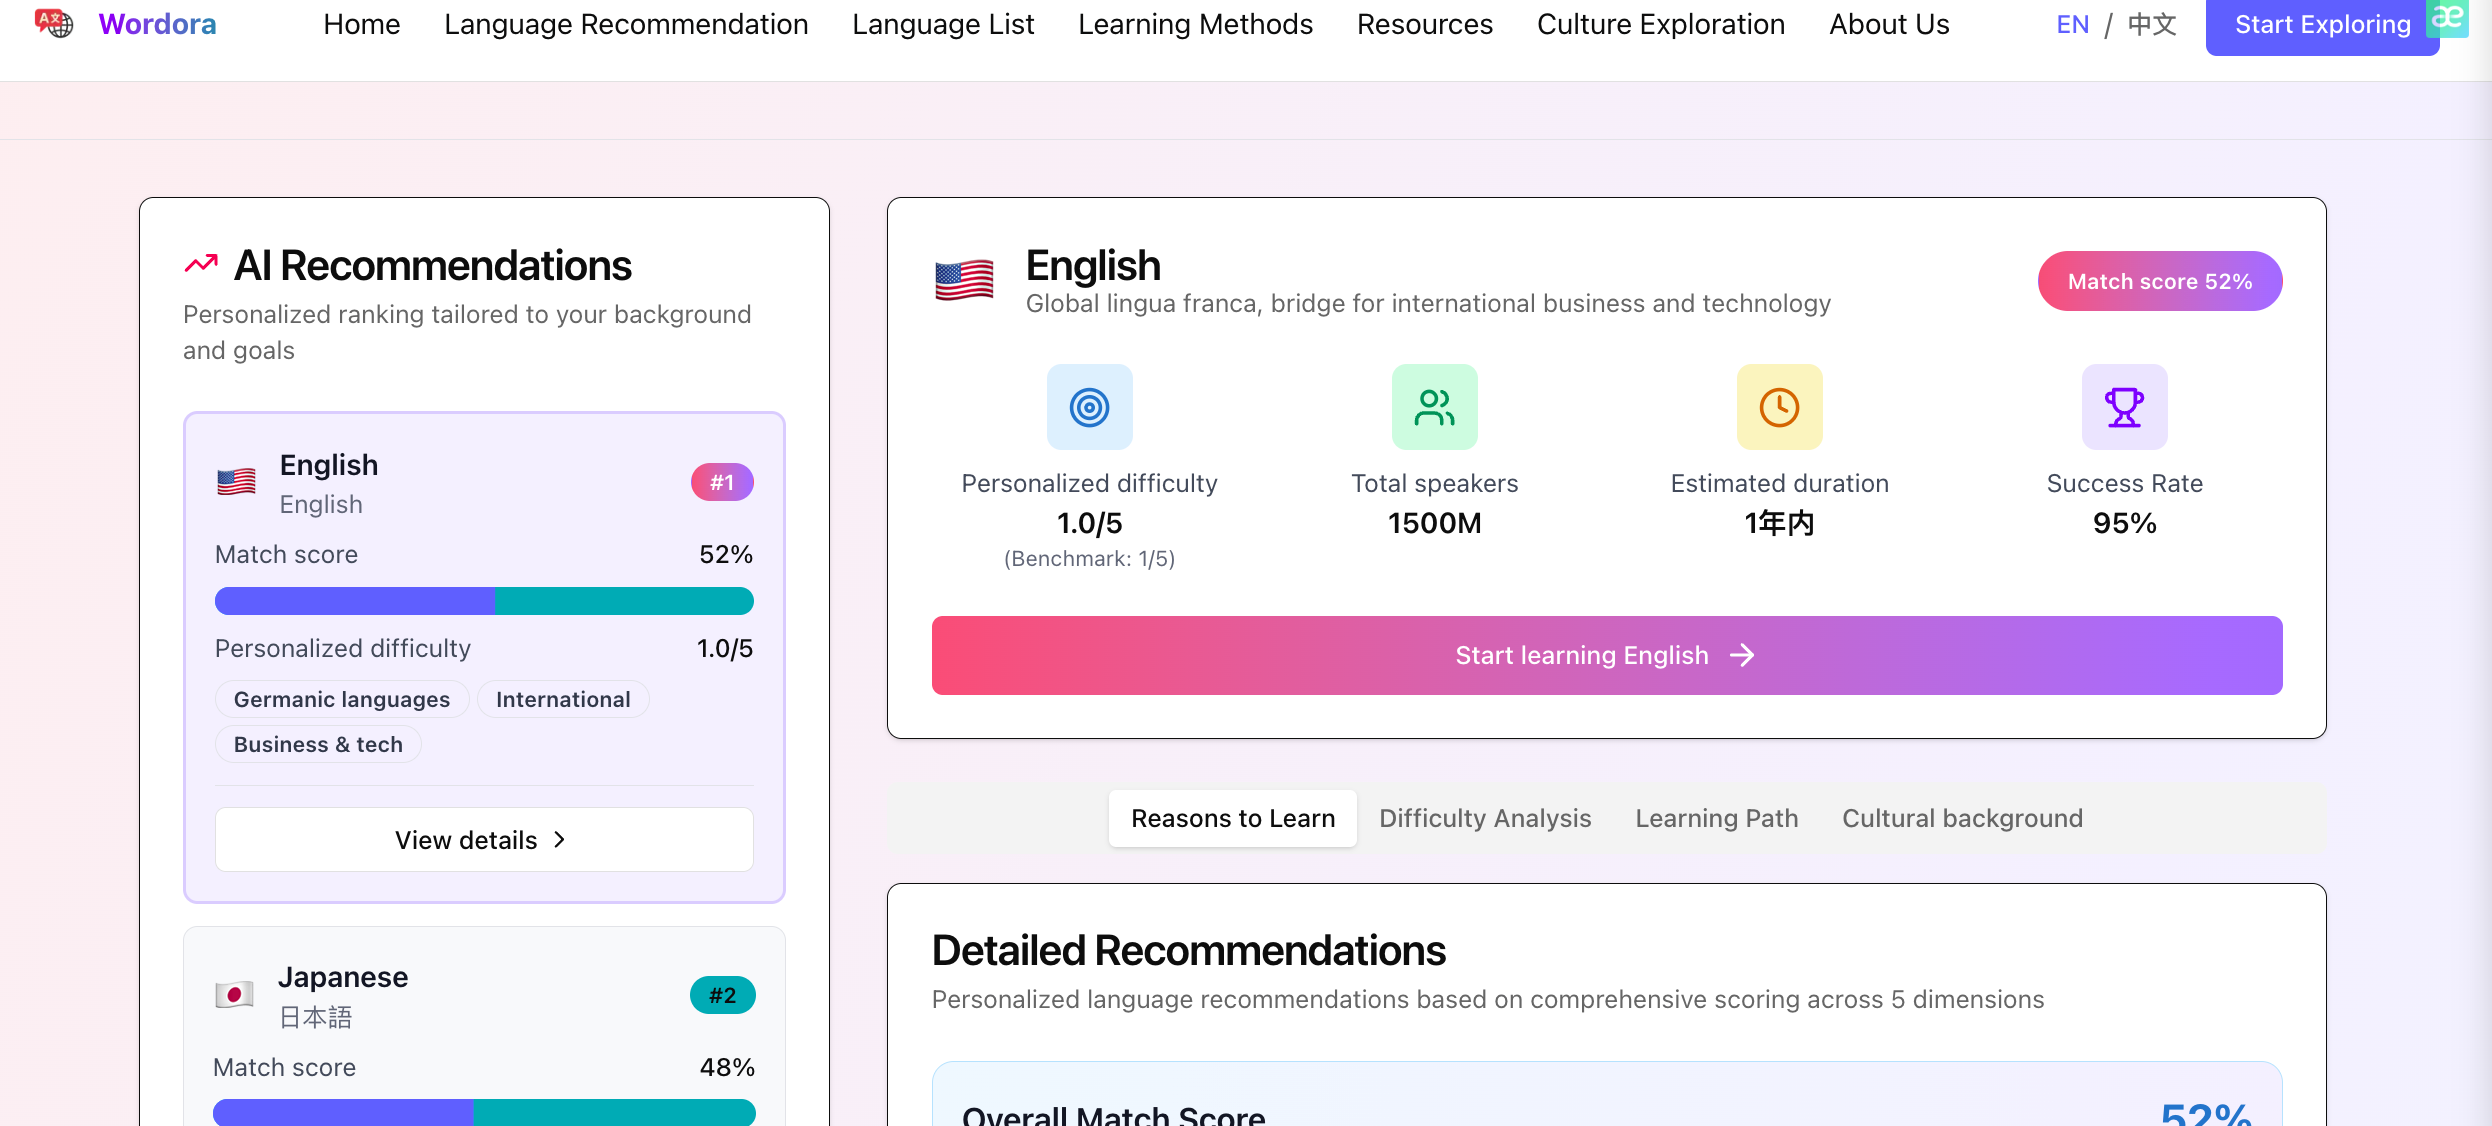 Wordora
Home
Language Recommendation
Language List
Learning Methods
Resources
Culture Exploration
About Us
EN / 中文
Start Exploring
æ
AI Recommendations
Personalized ranking tailored to your background
and goals
English
English
#1
Match score 52%
Personalized difficulty 1.0/5
Germanic languages
International
Business & tech
View details
Japanese
日本語
#2
Match score 48%
English
Global lingua franca, bridge for international business and technology
Match score 52%
Personalized difficulty
1.0/5
(Benchmark: 1/5)
Total speakers
1500M
Estimated duration
1年内
Success Rate
95%
Start learning English
Reasons to Learn
Difficulty Analysis
Learning Path
Cultural background
Detailed Recommendations
Personalized language recommendations based on comprehensive scoring across 5 dimensions
Overall Match Score 52%